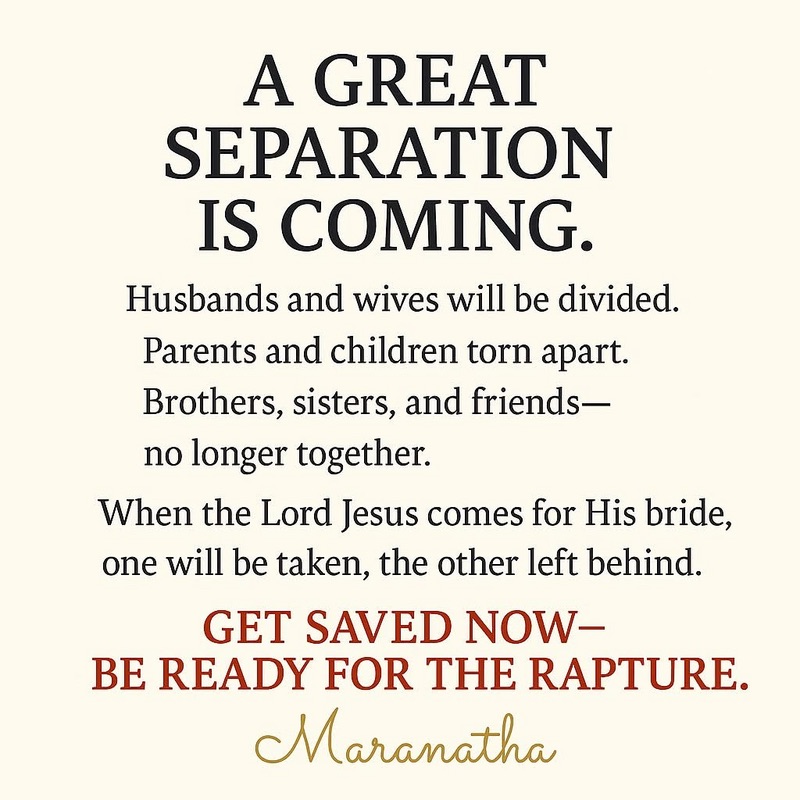 A GREAT
SEPARATION
IS COMING.
Husbands and wives will be divided.
Parents and children torn apart.
Brothers, sisters, and friends—
no longer together.
When the Lord Jesus comes for His bride,
one will be taken, the other left behind.
GET SAVED NOW—
BE READY FOR THE RAPTURE.
Maranatha